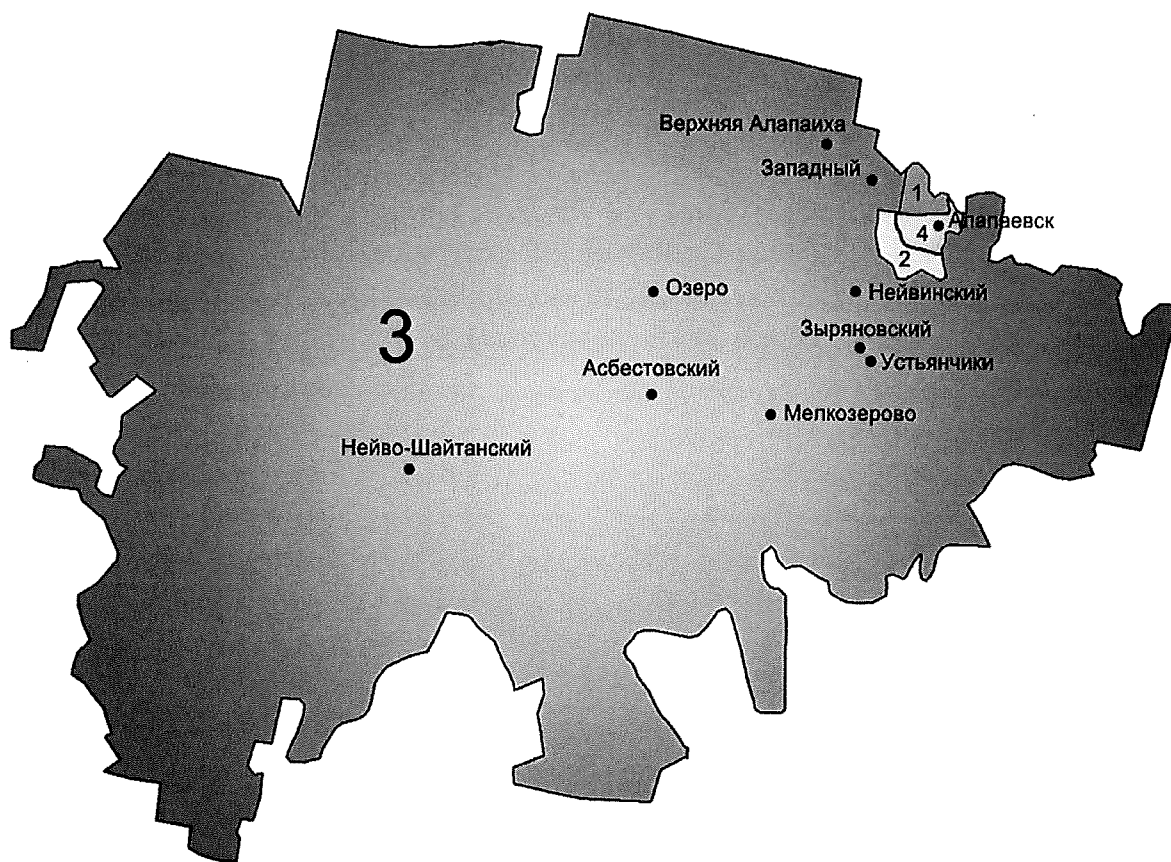 Верхняя Алапаиха
Западный
1
Алапаевск
4
2
Озеро
Нейвинский
3
Зыряновский
Устьянчики
Асбестовский
Мелкозерово
Нейво-Шайтанский